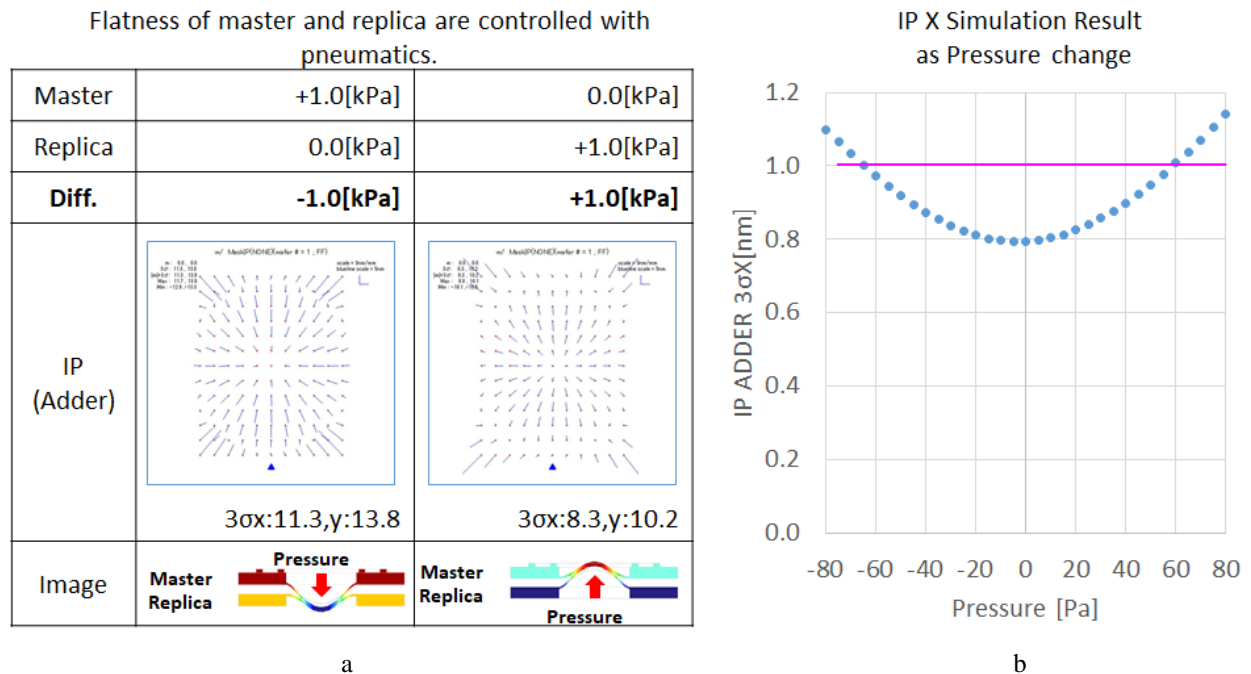 Flatness of master and replica are controlled with
pneumatics.
Master +1.0[kPa] 0.0[kPa]
Replica 0.0[kPa] +1.0[kPa]
Diff. -1.0[kPa] +1.0[kPa]
IP
(Adder)
3σx:11.3,y:13.8 3σx:8.3,y:10.2
Image
Pressure
Master
Replica
Master
Replica
Pressure
a
IP X Simulation Result
as Pressure change
IP ADDER 3σX[nm]
1.2
1.0
0.8
0.6
0.4
0.2
0.0
-80 -60 -40 -20 0 20 40 60 80
Pressure [Pa]
b